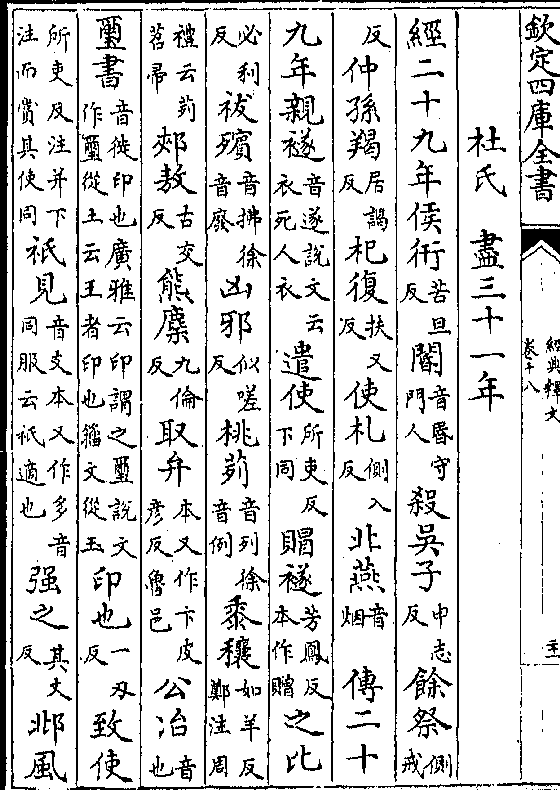 欽定四庫全書
經典釋文
卷十八
杜氏 盡三十一年
經二十九年侯衎苦旦反閽音昏守門人殺吳子申志反餘祭側戒
反仲孫羯居謁反杞復扶又反使札側入反北燕音烟 傳二十
九年親襚音遂說文云衣死人衣遣使所吏反下同賵襚芳鳳反本作贈之比
必利反祓殯音拂徐音廢凶邪似嗟反桃茢音列徐音例黍穰如羊反鄭注周
禮云茢苕帚郟敖古交反熊麇九倫反取弁本又作卞皮彥反魯邑公冶音也
璽書音徙印也廣雅云印謂之璽說文作壐從土云王者印也籀文從玉印也一刃反致使
所吏及注并下注而賞其使同祇見音支本又作多音同服云祇適也强之其丈反邶風